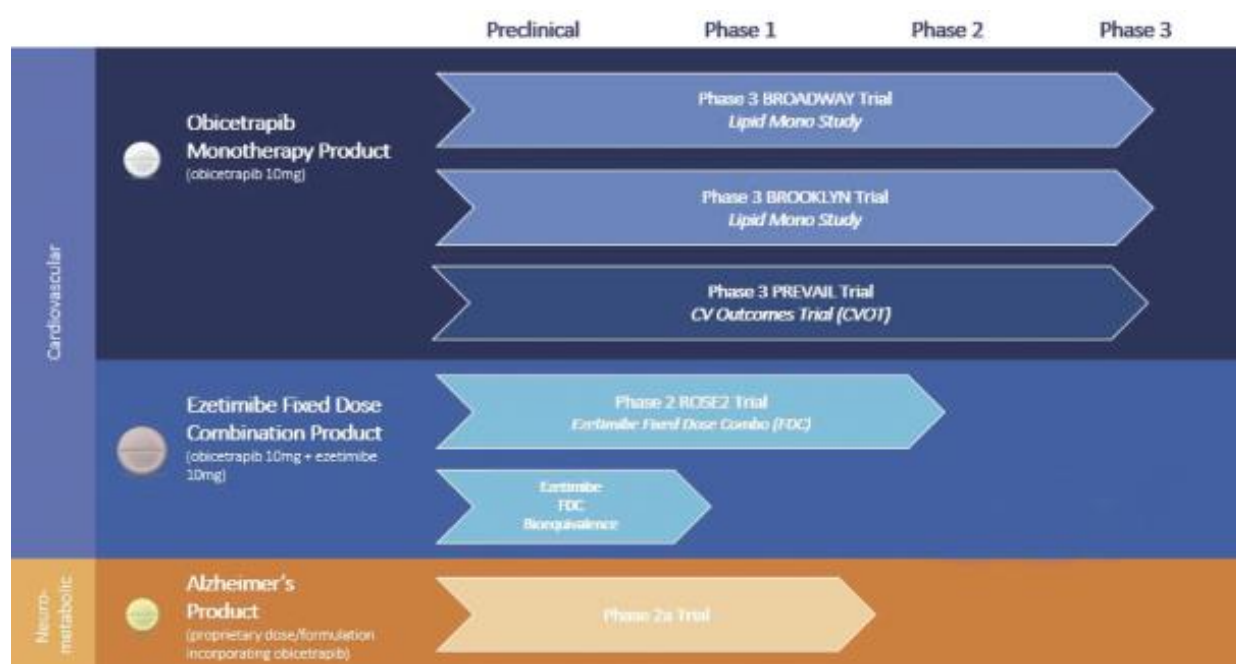 Preclinical Phase 1 Phase 2 Phase 3
Cardiovascular
Obicetrapib
Monotherapy Product
(obicetrapib 10mg)
Phase 3 BROADWAY Trial
Lipid Mono Study
Phase 3 BROOKLYN Trial
Lipid Mono Study
Phase 3 PREVAIL Trial
CV Outcomes Trial (CVOT)
Ezetimibe Fixed Dose
Combination Product
(obicetrapib 10mg + ezetimibe
10mg)
Phase 2 ROSE2 Trial
Ezetimibe Fixed Dose Combo (FDC)
Ezetimibe
FDC
Bioequivalence
Neuro-
metabolic
Alzheimer's
Product
(proprietary dose/formulation
incorporating obicetrapib)
Phase 2a Trial